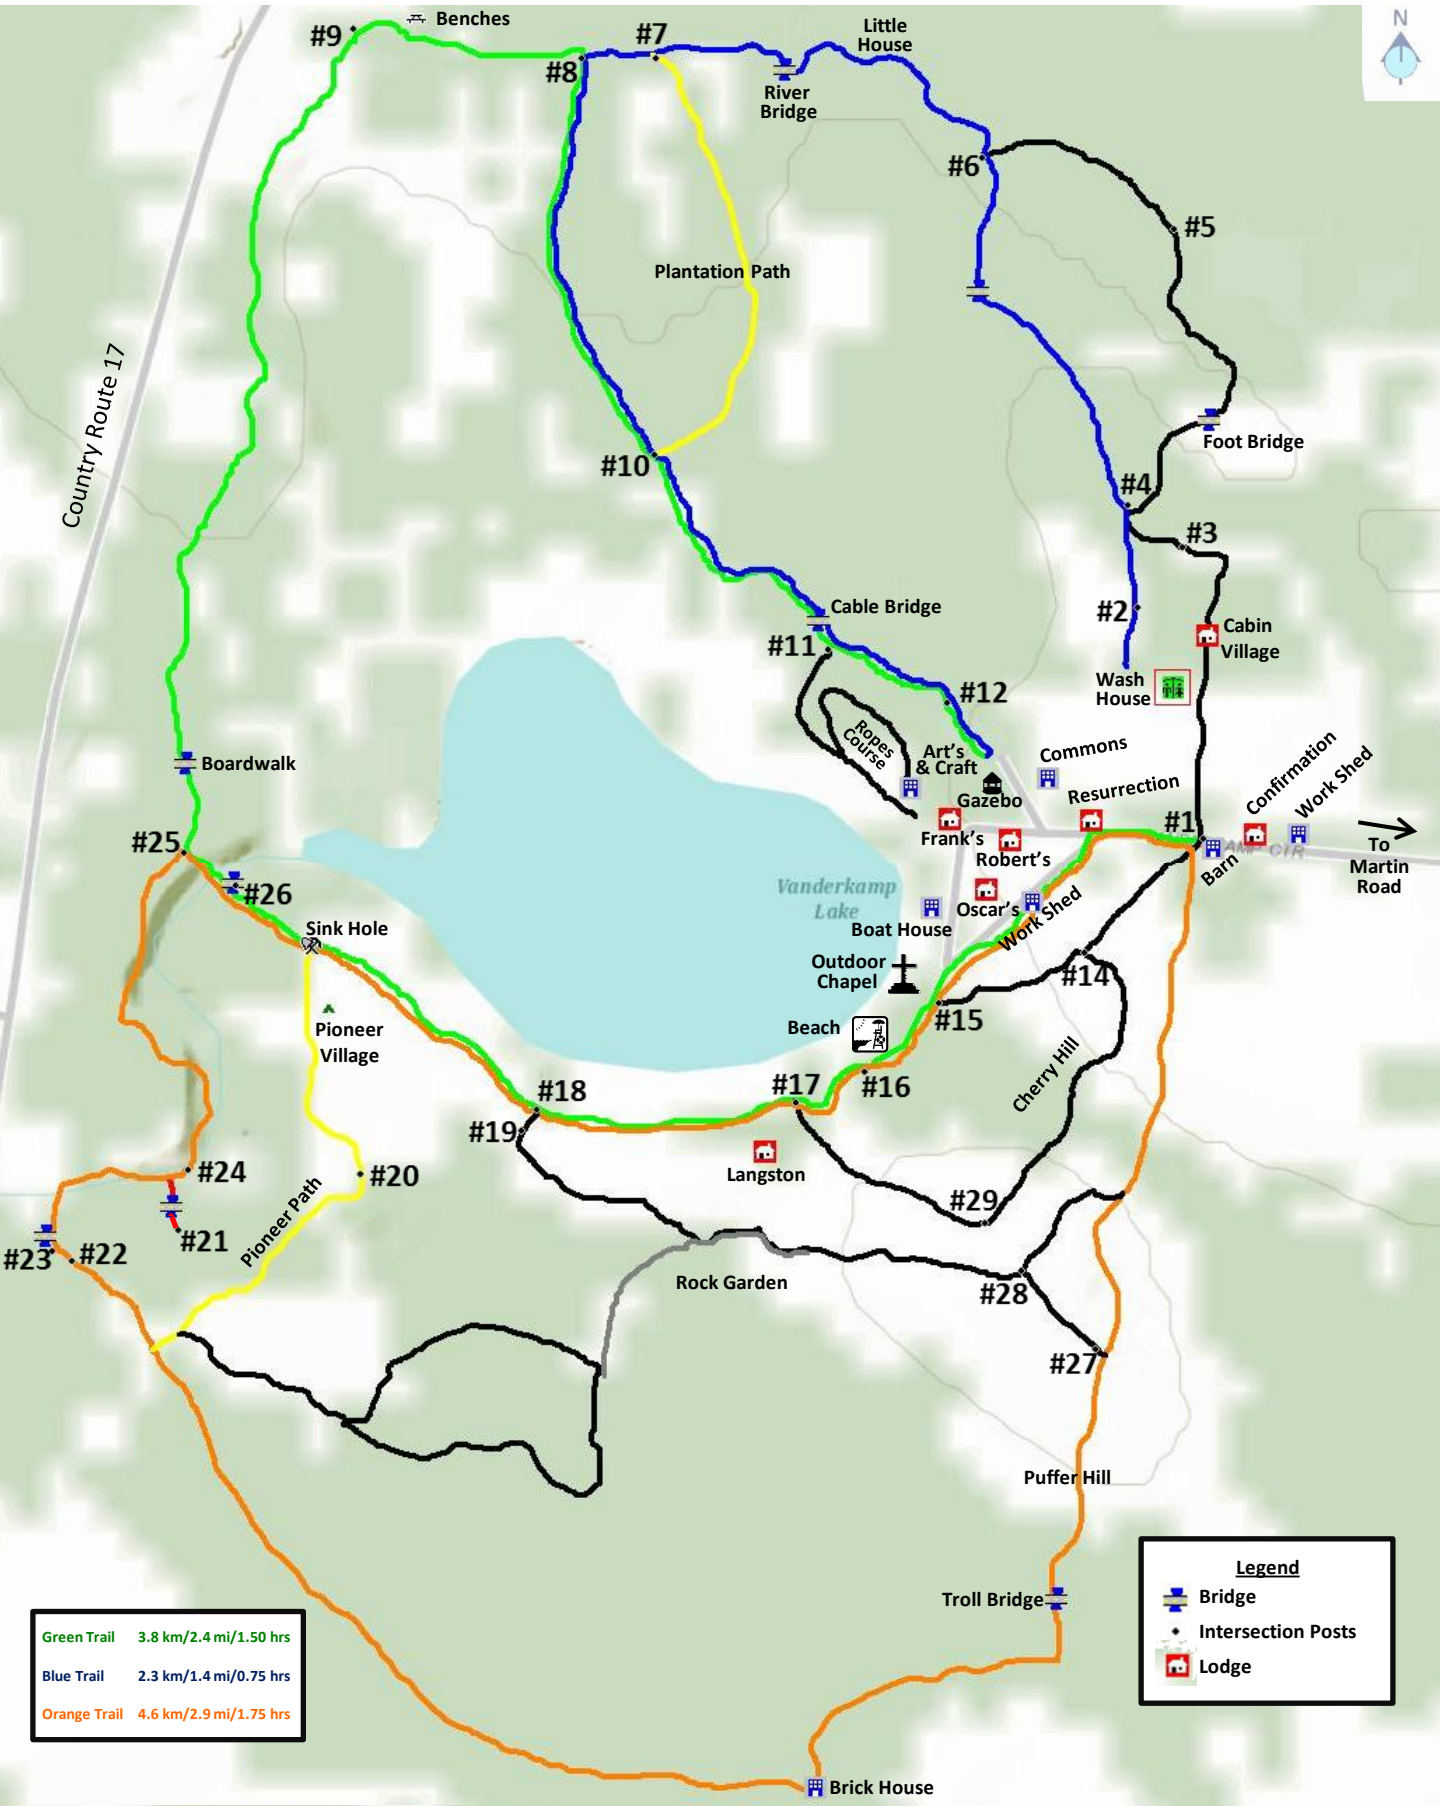 N
#9
Benches
#7
Little
House
#8
River
Bridge
#6
#5
Plantation Path
Country Route 17
Foot Bridge
#10
#4
#3
Cable Bridge
#2
Cabin
Village
#11
Wash
House
#12
Ropes
Course
Art's
& Craft
Commons
Boardwalk
Gazebo
Resurrection
Confirmation
Work Shed
#1
#25
Frank's
Robert's
Barn
To
Martin
Road
#26
Vanderkamp
Lake
Oscar's
Work Shed
Sink Hole
Boat House
Outdoor
Chapel
#14
Pioneer
Village
Beach
#15
Cherry Hill
#18
#17
#16
#19
Langston
#24
#20
#29
Pioneer Path
#21
#23
#22
Rock Garden
#28
#27
Puffer Hill
Troll Bridge
Legend
Bridge
Intersection Posts
Lodge
Green Trail 3.8 km/2.4 mi/1.50 hrs
Blue Trail 2.3 km/1.4 mi/0.75 hrs
Orange Trail 4.6 km/2.9 mi/1.75 hrs
Brick House